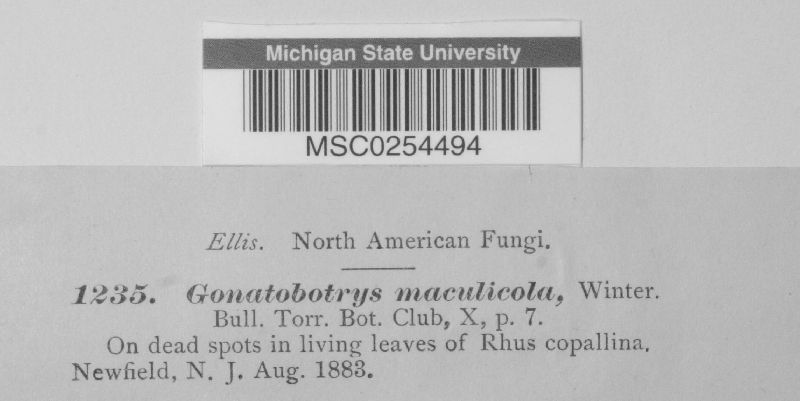 Michigan State University
MSC0254494
Ellis. North American Fungi.
1235. Gonatobotrys maculicola, Winter.
Bull. Torr. Bot. Club, X, p. 7.
On dead spots in living leaves of Rhus copallina.
Newfield, N. J. Aug. 1883.